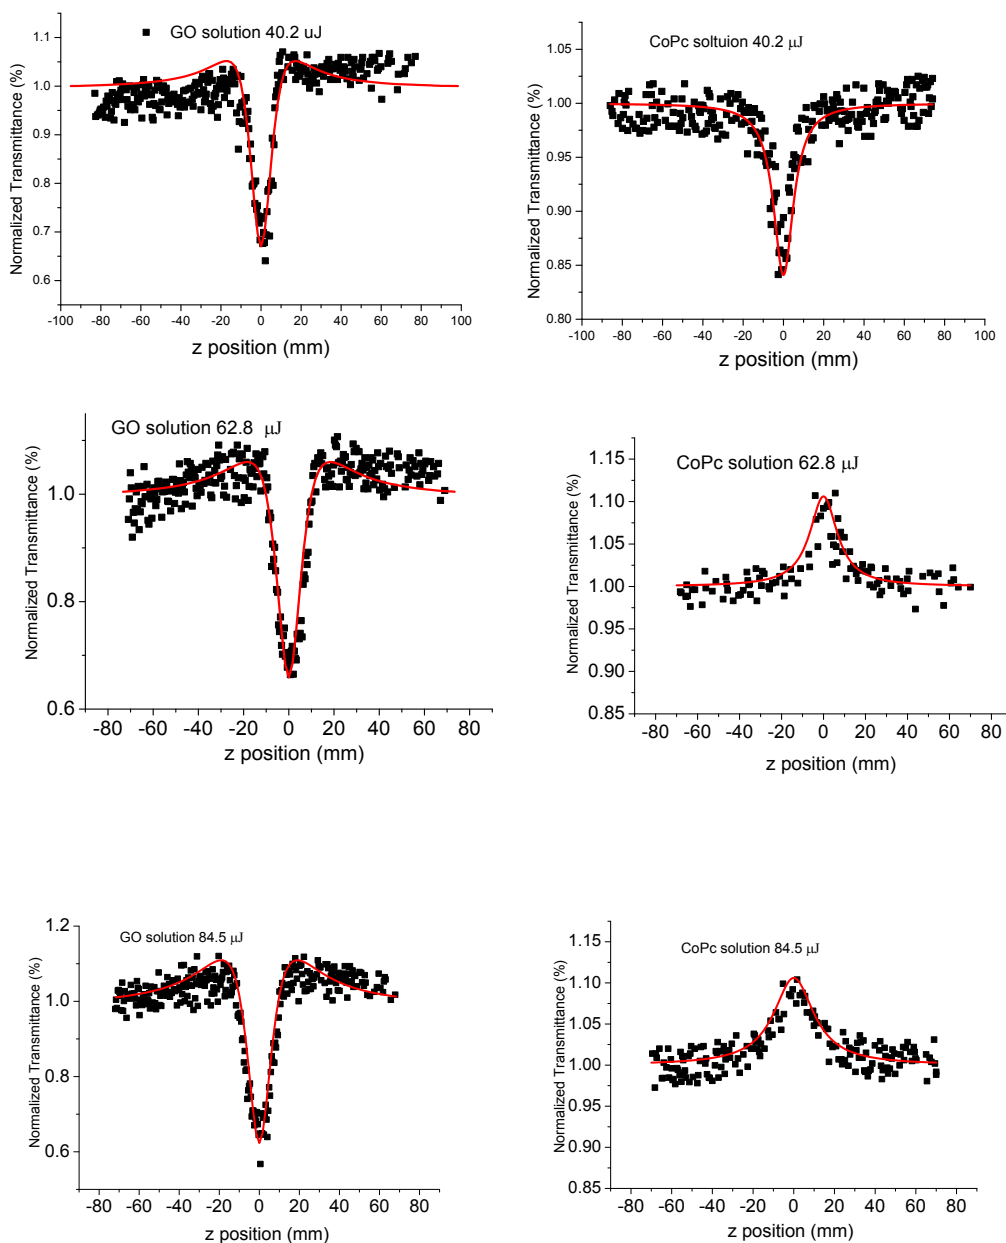 GO solution 40.2 uJ
Normalized Transmittance (%)
1.1
1.0
0.9
0.8
0.7
0.6
-100 -80 -60 -40 -20 0 20 40 60 80 100
z position (mm)
CoPc soltuion 40.2 μJ
Normalized Transmittance (%)
1.05
1.00
0.95
0.90
0.85
0.80
-100 -80 -60 -40 -20 0 20 40 60 80 100
z position (mm)
GO solution 62.8 μJ
Normalized Transmittance (%)
1.0
0.8
0.6
-80 -60 -40 -20 0 20 40 60 80
z position (mm)
CoPc solution 62.8 μJ
Normalized Transmittance (%)
1.15
1.10
1.05
1.00
0.95
0.90
0.85
-80 -60 -40 -20 0 20 40 60 80
z position (mm)
GO solution 84.5 μJ
Normalized Transmittance (%)
1.2
1.0
0.8
0.6
-80 -60 -40 -20 0 20 40 60 80
z position (mm)
CoPc solution 84.5 μJ
Normalized Transmittance (%)
1.15
1.10
1.05
1.00
0.95
0.90
0.85
-80 -60 -40 -20 0 20 40 60 80
z position (mm)